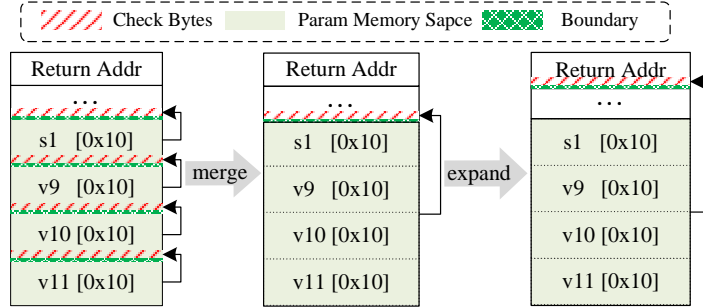 Check Bytes Param Memory Sapce Boundary
Return Addr
...
s1 [0x10]
v9 [0x10]
v10 [0x10]
v11 [0x10]
merge
Return Addr
...
s1 [0x10]
v9 [0x10]
v10 [0x10]
v11 [0x10]
expand
Return Addr
...
s1 [0x10]
v9 [0x10]
v10 [0x10]
v11 [0x10]